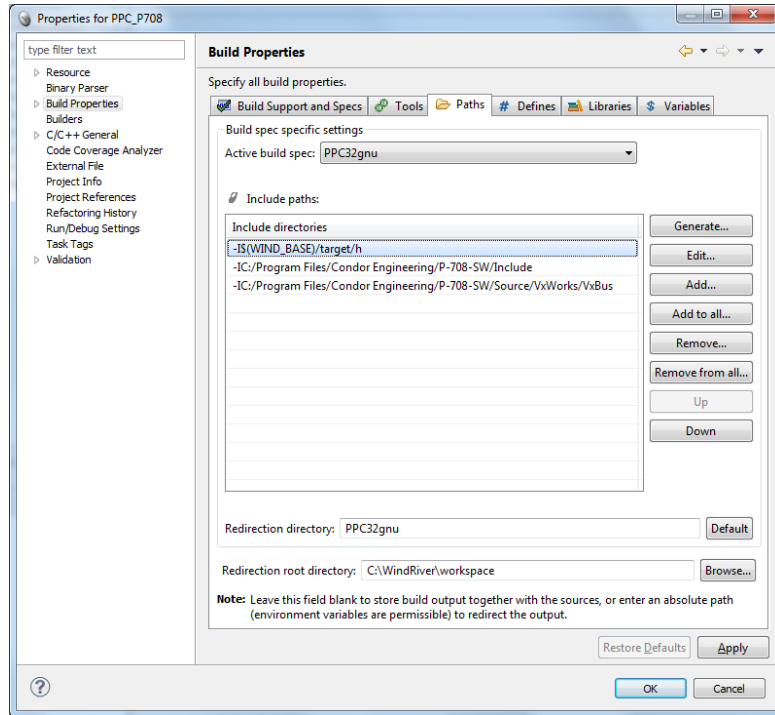 Properties for PPC_P708
type filter text
Resource
Binary Parser
Build Properties
Builders
C/C++ General
Code Coverage Analyzer
External File
Project Info
Project References
Refactoring History
Run/Debug Settings
Task Tags
Validation
Build Properties
Specify all build properties.
Build Support and Specs Tools Paths # Defines Libraries $ Variables
Build spec specific settings
Active build spec: PPC32gnu
Include paths:
Include directories
-I$(WIND_BASE)/target/h
-IC:/Program Files/Condor Engineering/P-708-SW/Include
-IC:/Program Files/Condor Engineering/P-708-SW/Source/VxWorks/VxBus
Generate...
Edit...
Add...
Add to all...
Remove...
Remove from all...
Up
Down
Redirection directory: PPC32gnu Default
Redirection root directory: C:\WindRiver\workspace Browse...
Note: Leave this field blank to store build output together with the sources, or enter an absolute path
(environment variables are permissible) to redirect the output.
Restore Defaults Apply
? OK Cancel